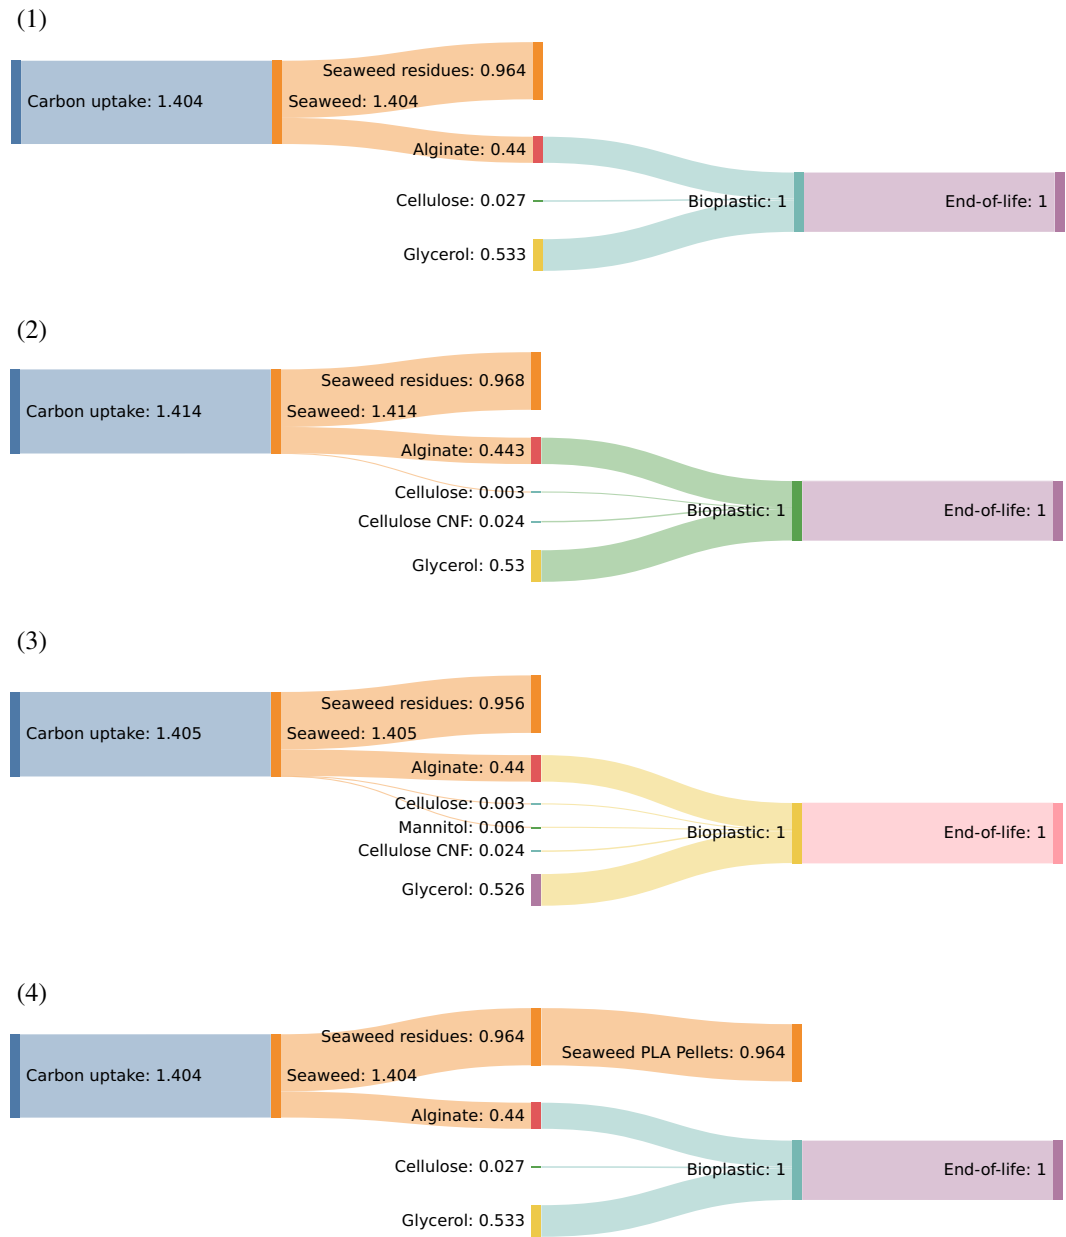 (1)
Seaweed residues: 0.964
Carbon uptake: 1.404
Seaweed: 1.404
Alginate: 0.44
Cellulose: 0.027
Bioplastic: 1
End-of-life: 1
Glycerol: 0.533
(2)
Seaweed residues: 0.968
Carbon uptake: 1.414
Seaweed: 1.414
Alginate: 0.443
Cellulose: 0.003
Bioplastic: 1
End-of-life: 1
Cellulose CNF: 0.024
Glycerol: 0.53
(3)
Seaweed residues: 0.956
Carbon uptake: 1.405
Seaweed: 1.405
Alginate: 0.44
Cellulose: 0.003
Mannitol: 0.006
Bioplastic: 1
End-of-life: 1
Cellulose CNF: 0.024
Glycerol: 0.526
(4)
Seaweed residues: 0.964
Seaweed PLA Pellets: 0.964
Carbon uptake: 1.404
Seaweed: 1.404
Alginate: 0.44
Cellulose: 0.027
Bioplastic: 1
End-of-life: 1
Glycerol: 0.533